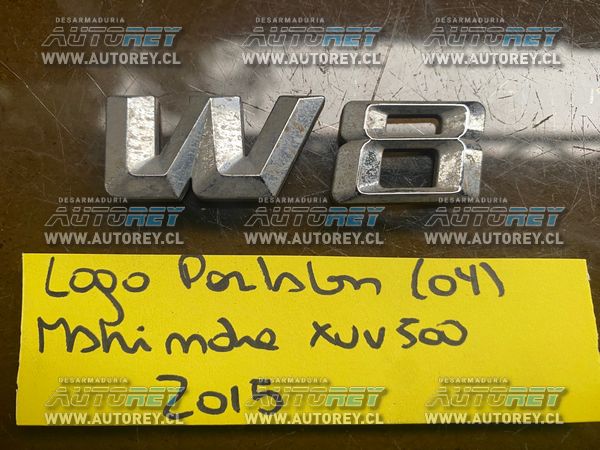 W8
Logo Portalon (04)
Mahindra XUV500
2015
DESARMADURIA
AUTOREY
WWW.AUTOREY.CL